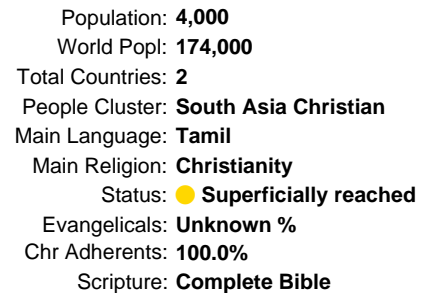 Population: 4,000
World Popl: 174,000
Total Countries: 2
People Cluster: South Asia Christian
Main Language: Tamil
Main Religion: Christianity
Status: Superficially reached
Evangelicals: Unknown %
Chr Adherents: 100.0%
Scripture: Complete Bible